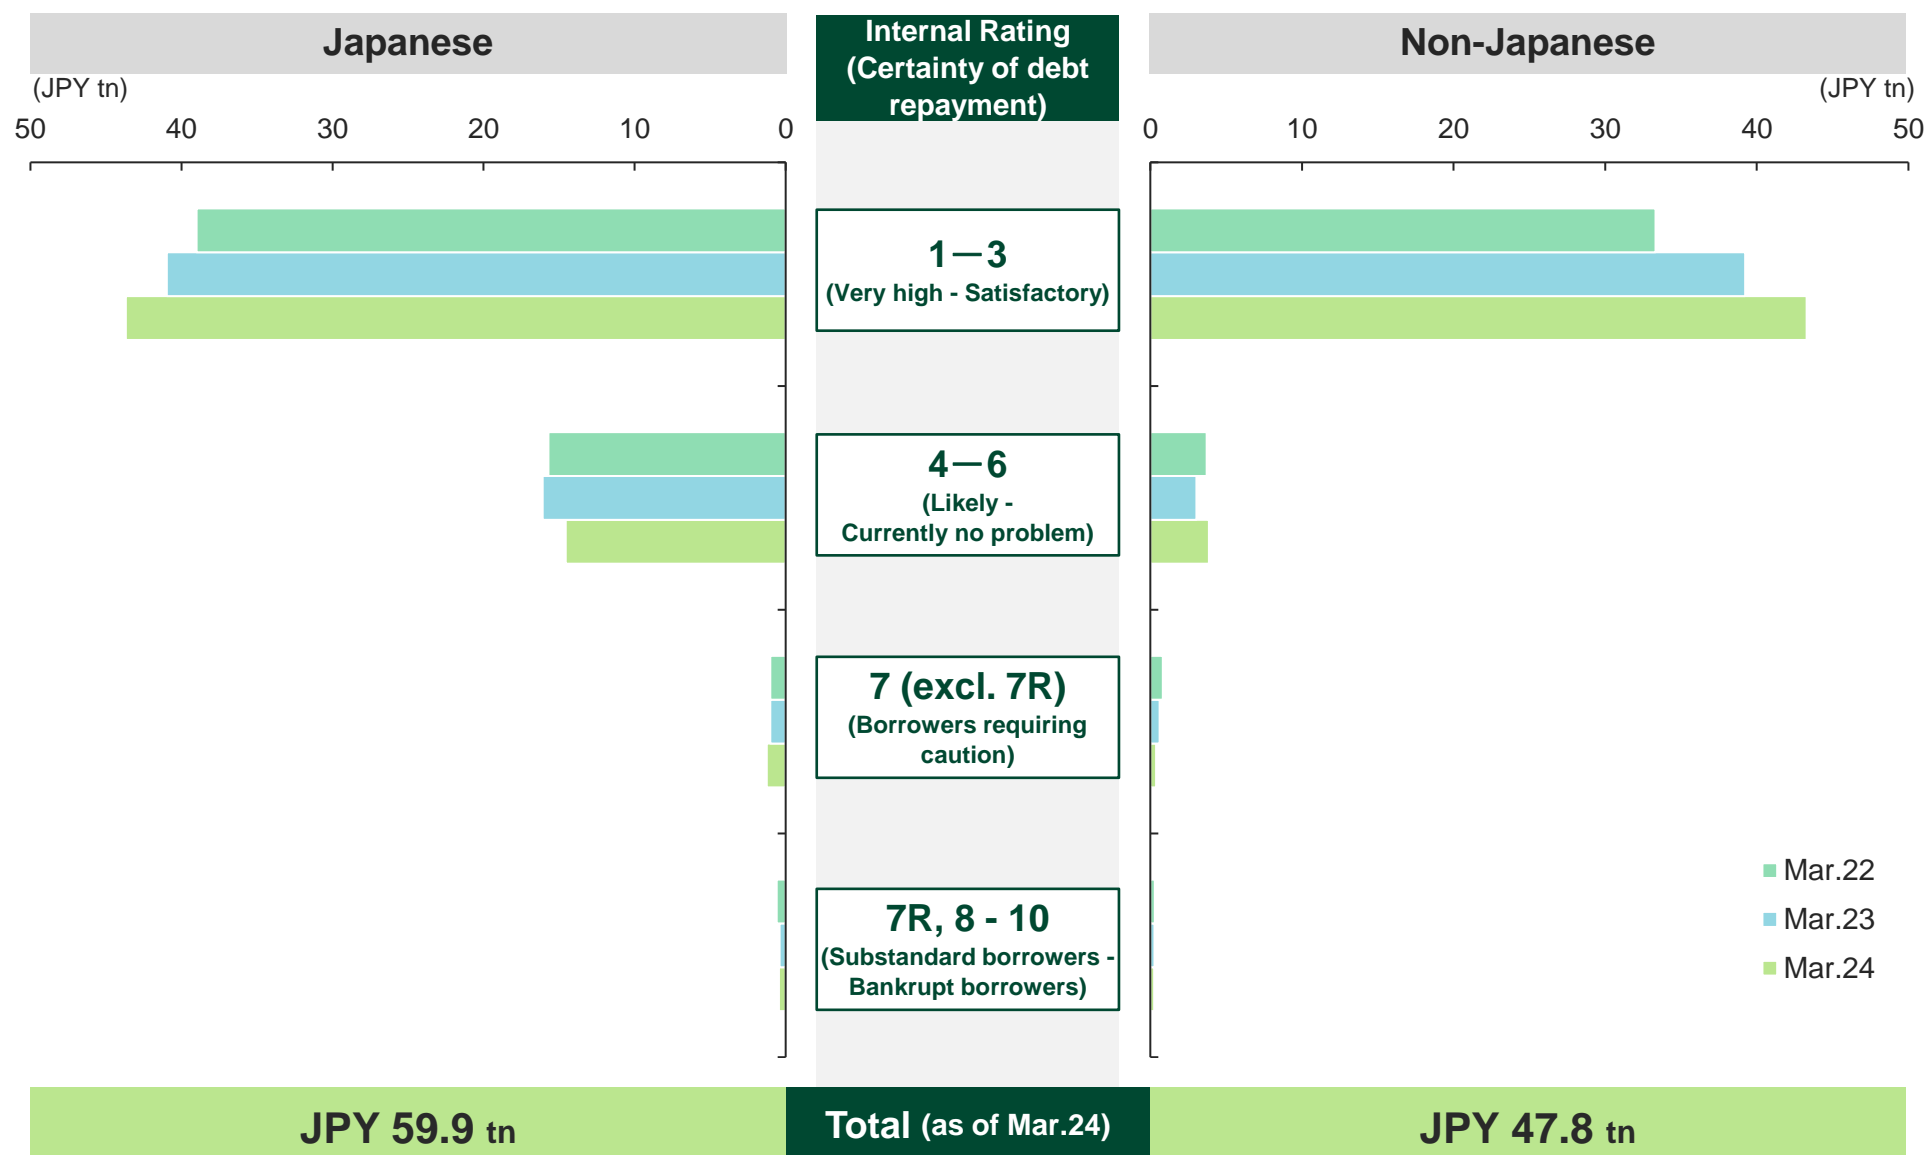 Japanese
Internal Rating
(Certainty of debt
repayment)
Non-Japanese
(JPY tn)
(JPY tn)
50 40 30 20 10 0
0 10 20 30 40 50
1—3
(Very high - Satisfactory)
4—6
(Likely -
Currently no problem)
7 (excl. 7R)
(Borrowers requiring
caution)
7R, 8 - 10
(Substandard borrowers -
Bankrupt borrowers)
Mar.22
Mar.23
Mar.24
JPY 59.9 tn
Total (as of Mar.24)
JPY 47.8 tn